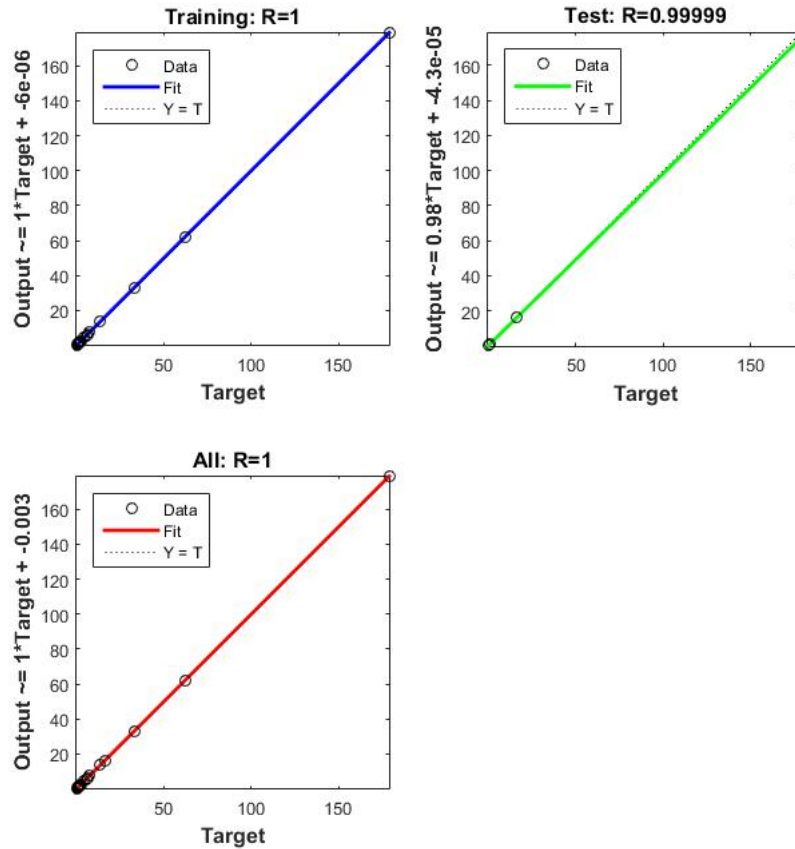 Training: R=1
Output ~= 1*Target + -6e-06
160
140
120
100
80
60
40
20
Data
Fit
Y = T
50
100
150
Target
Test: R=0.99999
Output ~= 0.98*Target + -4.3e-05
160
140
120
100
80
60
40
20
Data
Fit
Y = T
50
100
150
Target
All: R=1
Output ~= 1*Target + -0.003
160
140
120
100
80
60
40
20
Data
Fit
Y = T
50
100
150
Target